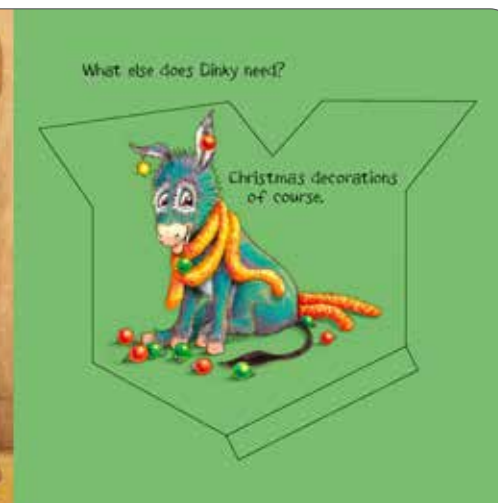 What else does Dinky need?
Christmas decorations
of course.